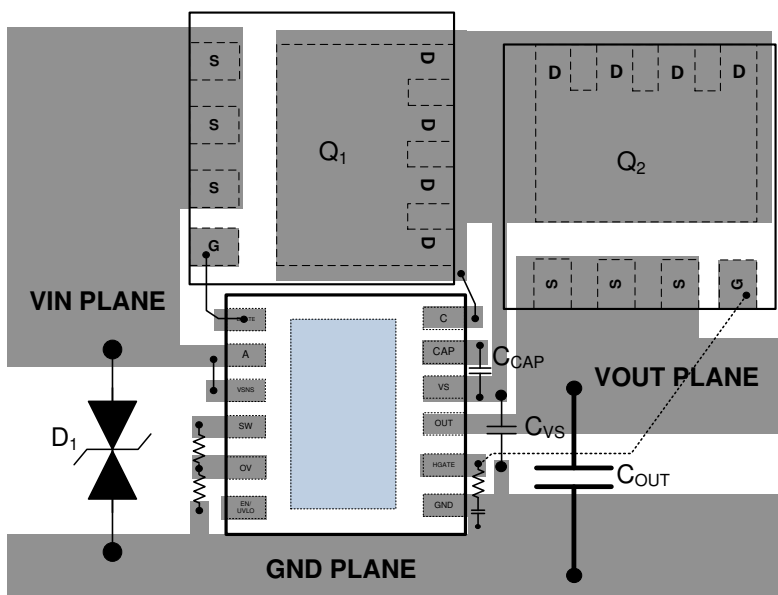 S
D
D
D
D
D
S
D
Q1
Q2
S
D
G
D
S
S
S
G
VIN PLANE
C
A
CAP
CCAP
VSNS
VS
VOUT PLANE
SW
OUT
CVS
D1
OV
HGATE
COUT
EN/
UVLO
GND
GND PLANE